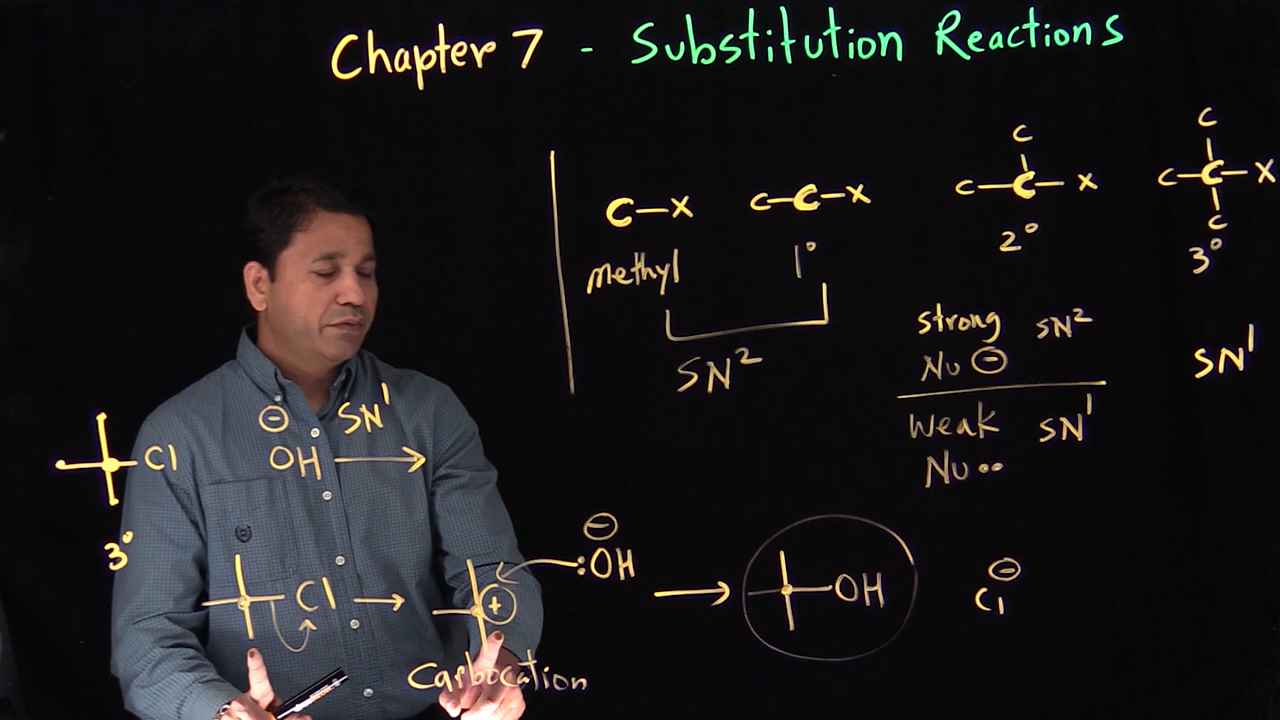 Chapter 7 - Substitution Reactions
C-X
methyl
C-C-X
1°
SN2
C
C-C-X
2°
strong SN2
Nu ⊖
weak SN1
Nu ••
C
C-C-X
C
3°
SN1
Cl
3°
⊖ SN1
OH →
Cl → + ⊖ :OH → OH ⊖ Cl
Carbocation